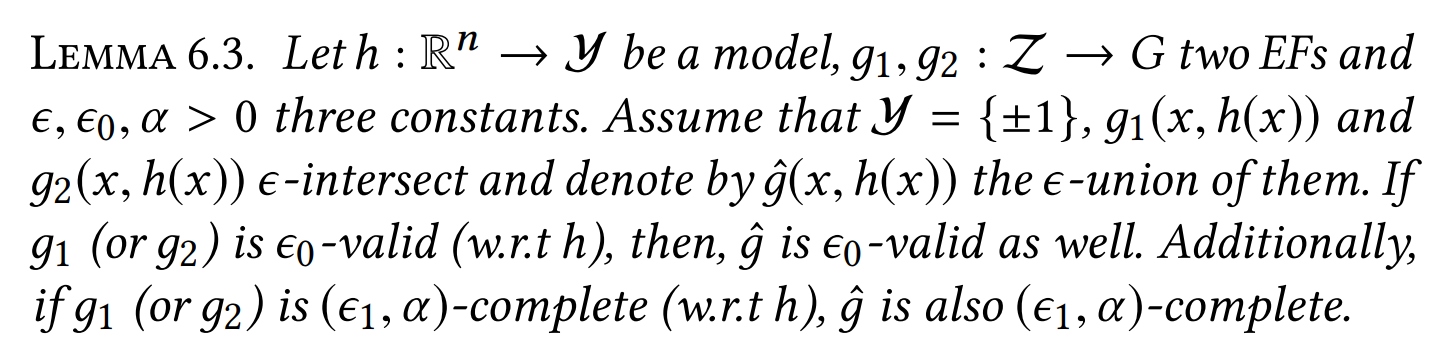 LEMMA 6.3. Let h : ℝⁿ → 𝒴 be a model, g₁, g₂ : 𝒵 → G two EFs and
ϵ, ϵ₀, α > 0 three constants. Assume that 𝒴 = {±1}, g₁(x, h(x)) and
g₂(x, h(x)) ϵ-intersect and denote by ĝ(x, h(x)) the ϵ-union of them. If
g₁ (or g₂) is ϵ₀-valid (w.r.t h), then, ĝ is ϵ₀-valid as well. Additionally,
if g₁ (or g₂) is (ϵ₁, α)-complete (w.r.t h), ĝ is also (ϵ₁, α)-complete.